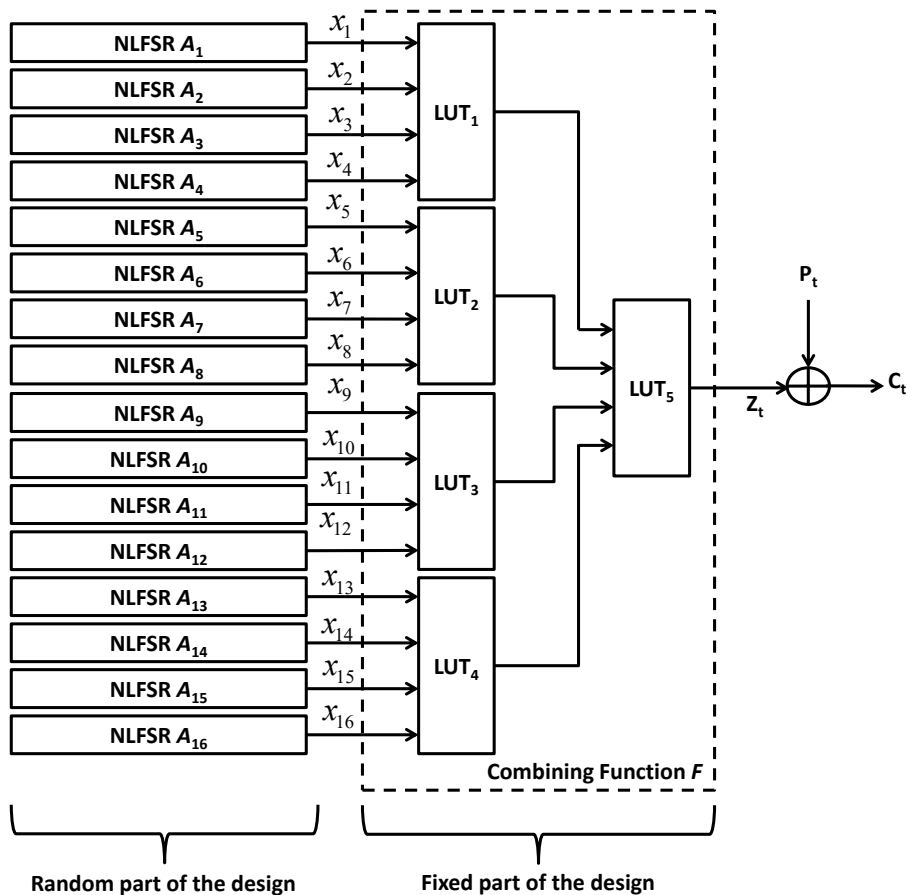 NLFSR A₁
x₁
NLFSR A₂
x₂
NLFSR A₃
x₃
NLFSR A₄
x₄
LUT₁
NLFSR A₅
x₅
NLFSR A₆
x₆
NLFSR A₇
x₇
NLFSR A₈
x₈
LUT₂
NLFSR A₉
x₉
NLFSR A₁₀
x₁₀
NLFSR A₁₁
x₁₁
NLFSR A₁₂
x₁₂
LUT₃
NLFSR A₁₃
x₁₃
NLFSR A₁₄
x₁₄
NLFSR A₁₅
x₁₅
NLFSR A₁₆
x₁₆
LUT₄
LUT₅
Zₜ
Pₜ
Cₜ
Combining Function F
Random part of the design
Fixed part of the design